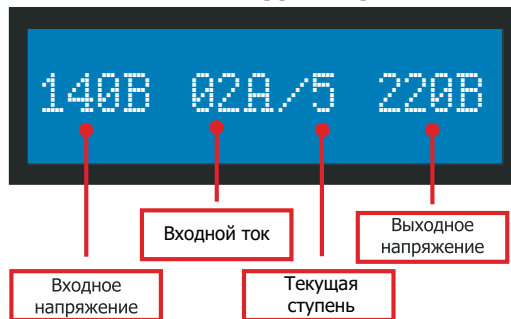 140В 02А/5 220В
Входной ток
Выходное
напряжение
Входное
напряжение
Текущая
ступень